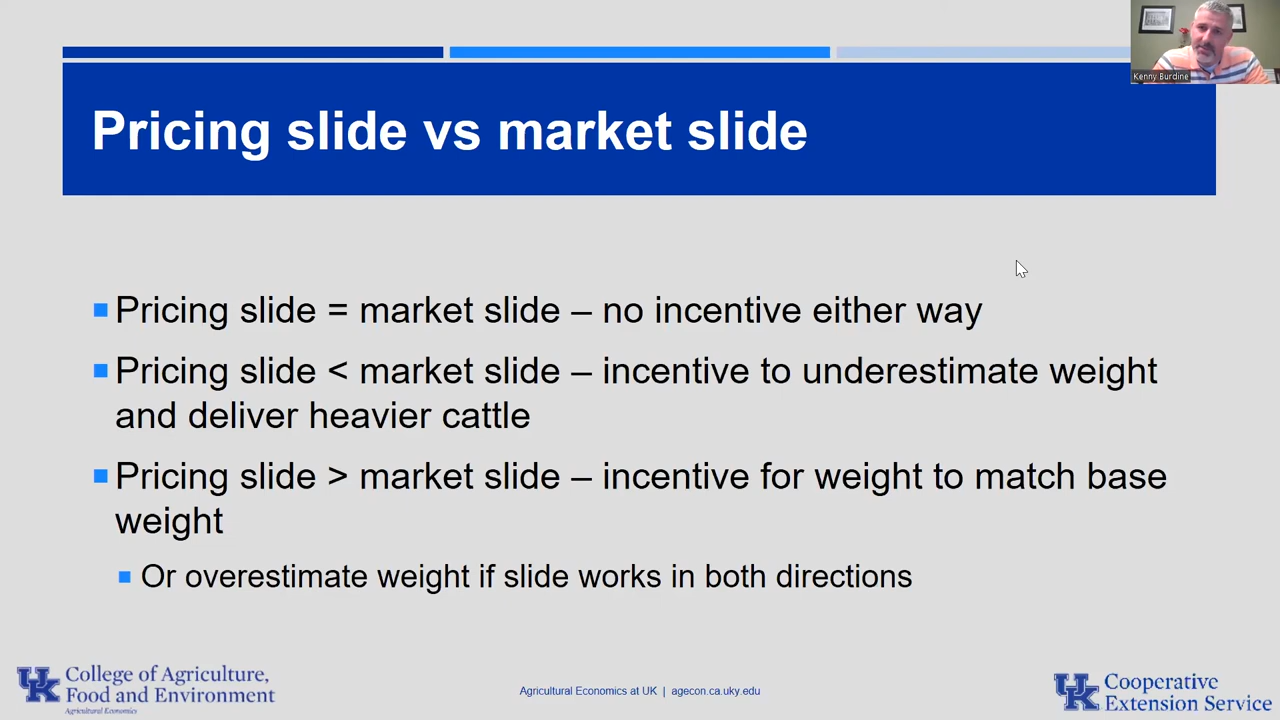 Kenny Burdine
Pricing slide vs market slide
Pricing slide = market slide – no incentive either way
Pricing slide < market slide – incentive to underestimate weight
and deliver heavier cattle
Pricing slide > market slide – incentive for weight to match base
weight
Or overestimate weight if slide works in both directions
UK
College of Agriculture,
Food and Environment
Agricultural Economics
Agricultural Economics at UK | agecon.ca.uky.edu
UK
Cooperative
Extension Service